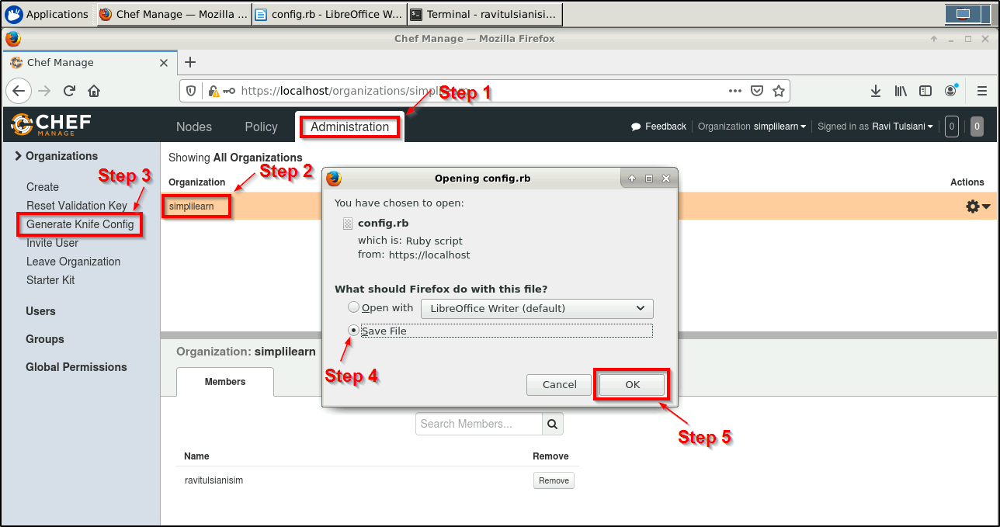 Applications
Chef Manage — Mozilla ...
config.rb - LibreOffice W...
Terminal - ravitulsianisi...
Chef Manage — Mozilla Firefox
Chef Manage
https://localhost/organizations/simpl
Step 1
CHEF
MANAGE
Nodes
Policy
Administration
Feedback
Organization simplilearn
Signed in as Ravi Tulsiani
0
0
Organizations
Step 3
Create
Reset Validation Key
Generate Knife Config
Invite User
Leave Organization
Starter Kit
Users
Groups
Global Permissions
Showing All Organizations
Step 2
Organization
Actions
simplilearn
Opening config.rb
You have chosen to open:
config.rb
which is: Ruby script
from: https://localhost
What should Firefox do with this file?
Open with
LibreOffice Writer (default)
Save File
Step 4
Cancel
OK
Step 5
Organization: simplilearn
Members
Search Members...
Name
Remove
ravitulsianisim
Remove